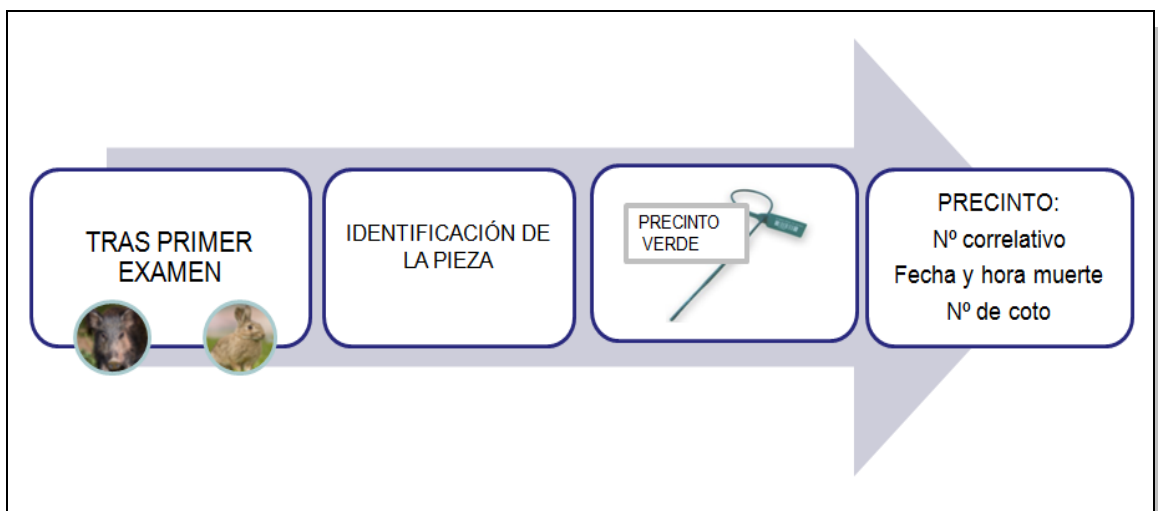 TRAS PRIMER
EXAMEN
IDENTIFICACIÓN DE
LA PIEZA
PRECINTO
VERDE
PRECINTO:
Nº correlativo
Fecha y hora muerte
Nº de coto